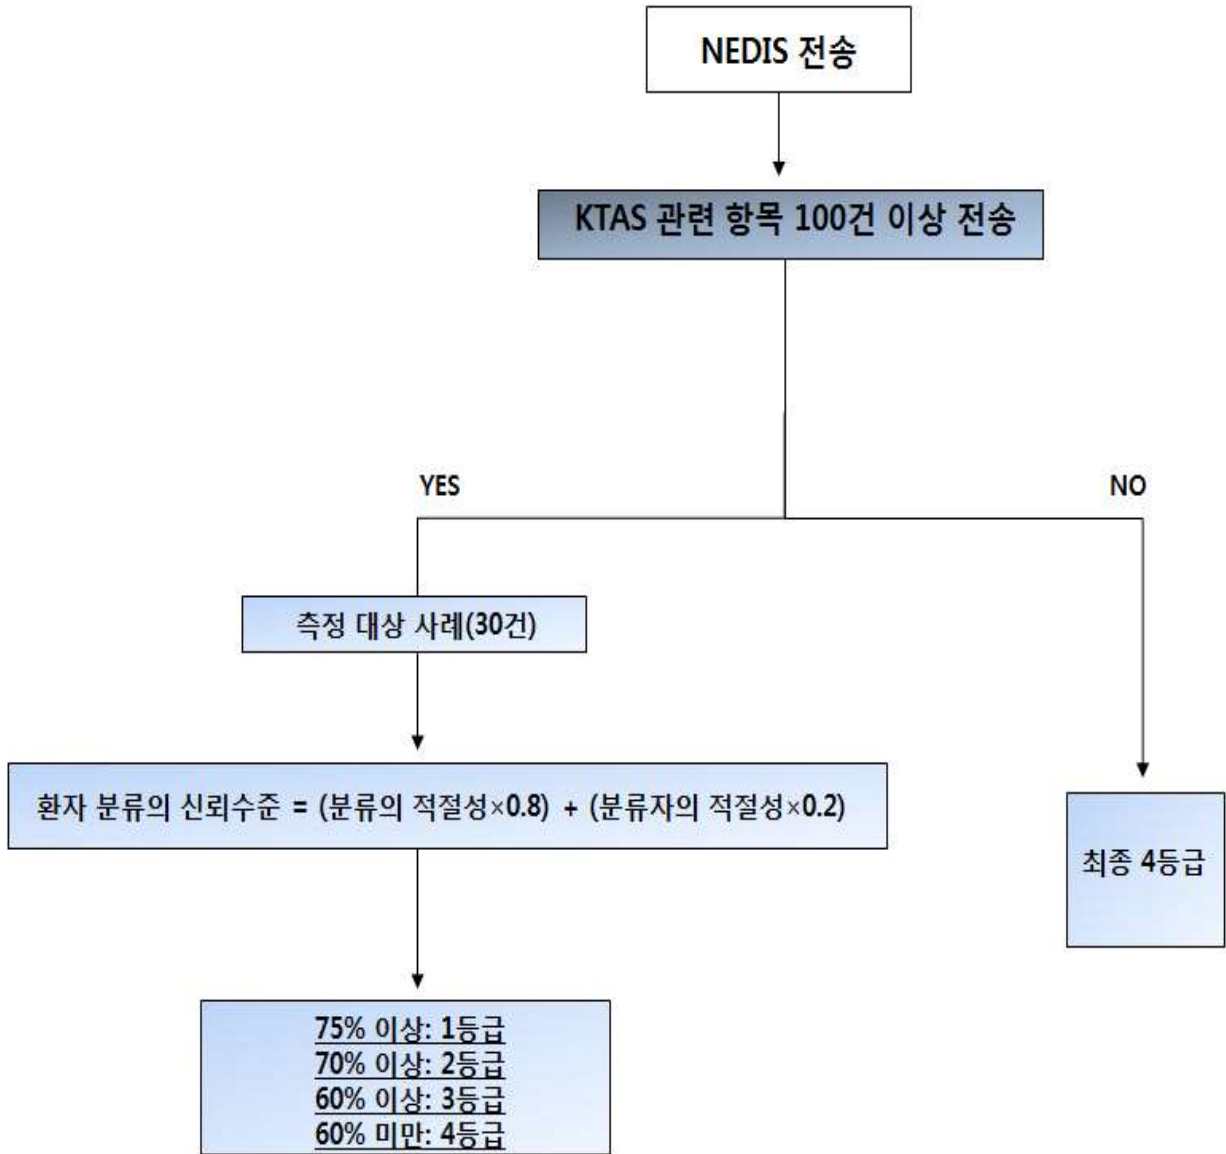 NEDIS 전송
KTAS 관련 항목 100건 이상 전송
YES
NO
측정 대상 사례(30건)
환자 분류의 신뢰수준 = (분류의 적절성×0.8) + (분류자의 적절성×0.2)
최종 4등급
75% 이상: 1등급
70% 이상: 2등급
60% 이상: 3등급
60% 미만: 4등급